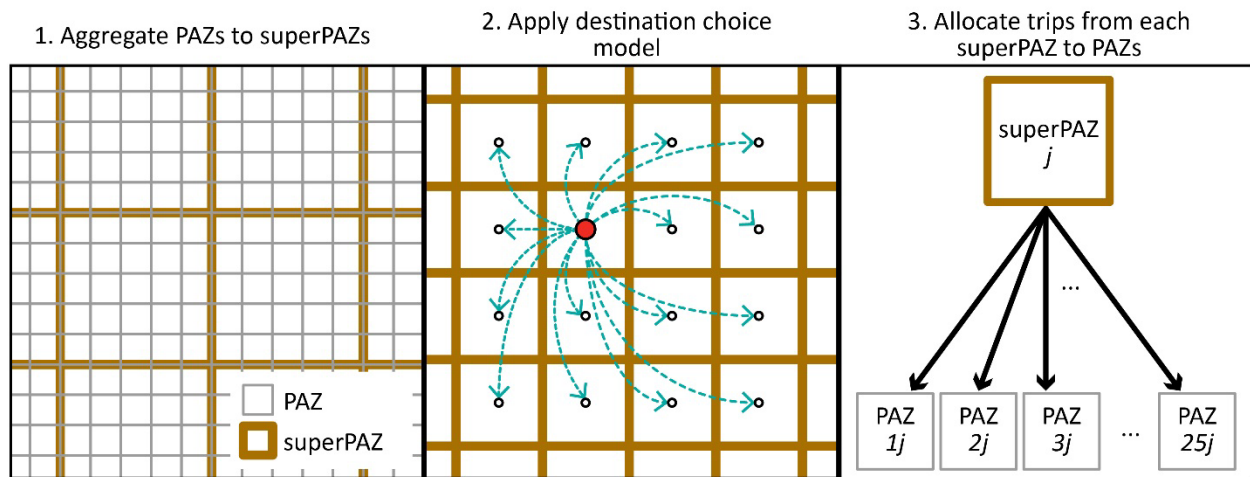 1. Aggregate PAZs to superPAZs
2. Apply destination choice
model
3. Allocate trips from each
superPAZ to PAZs
PAZ
superPAZ
superPAZ
j
...
PAZ
1j
PAZ
2j
PAZ
3j
...
PAZ
25j